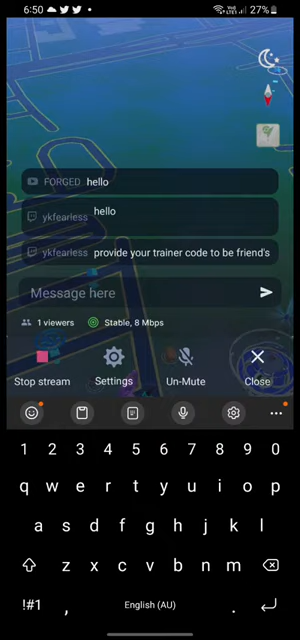 6:50
VoLTE1 27%
FORGED hello
ykfearless hello
ykfearless provide your trainer code to be friend's
Message here
1 viewers Stable, 8 Mbps
Stop stream Settings Un-Mute Close
1 2 3 4 5 6 7 8 9 0
q w e r t y u i o p
a s d f g h j k l
z x c v b n m
!#1 , English (AU) .